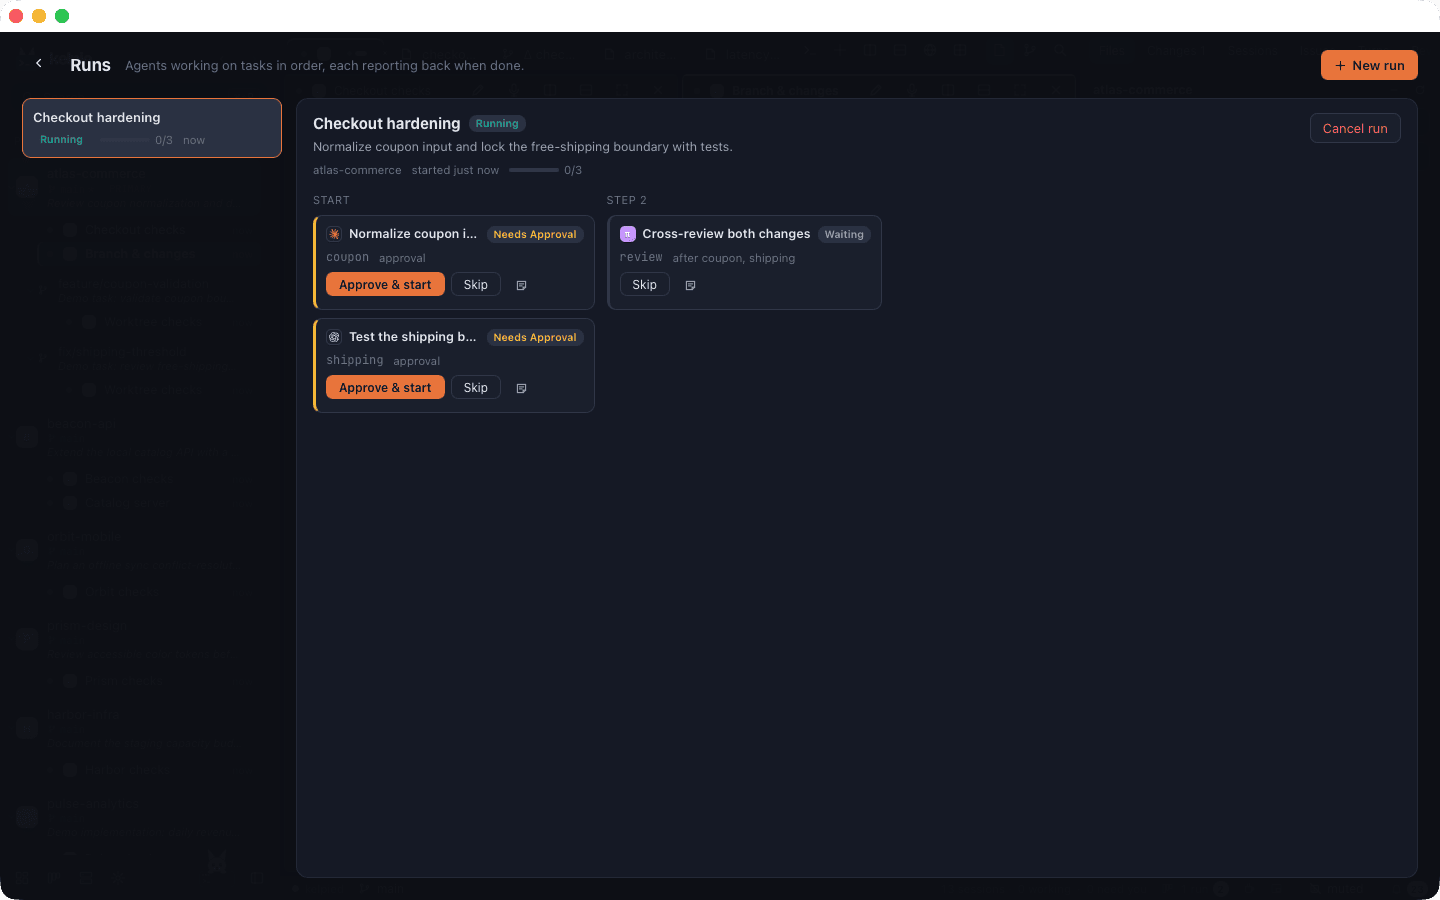 Runs
Agents working on tasks in order, each reporting back when done.
+ New run
Checkout hardening
Running 0/3 now
Checkout hardening Running
Cancel run
Normalize coupon input and lock the free-shipping boundary with tests.
atlas-commerce started just now 0/3
START
Normalize coupon i... Needs Approval
coupon approval
Approve & start Skip
Test the shipping b... Needs Approval
shipping approval
Approve & start Skip
STEP 2
Cross-review both changes Waiting
review after coupon, shipping
Skip